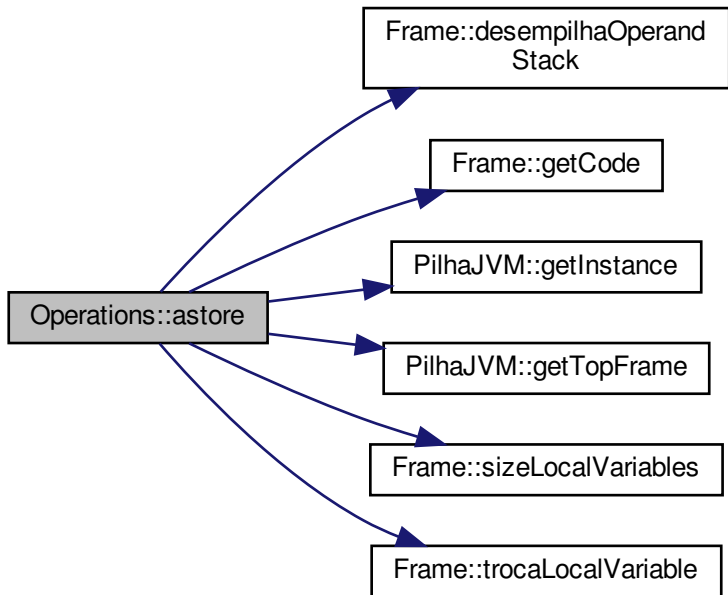 Frame::desempilhaOperand
Stack
Frame::getCode
PilhaJVM::getInstance
Operations::astore
PilhaJVM::getTopFrame
Frame::sizeLocalVariables
Frame::trocaLocalVariable